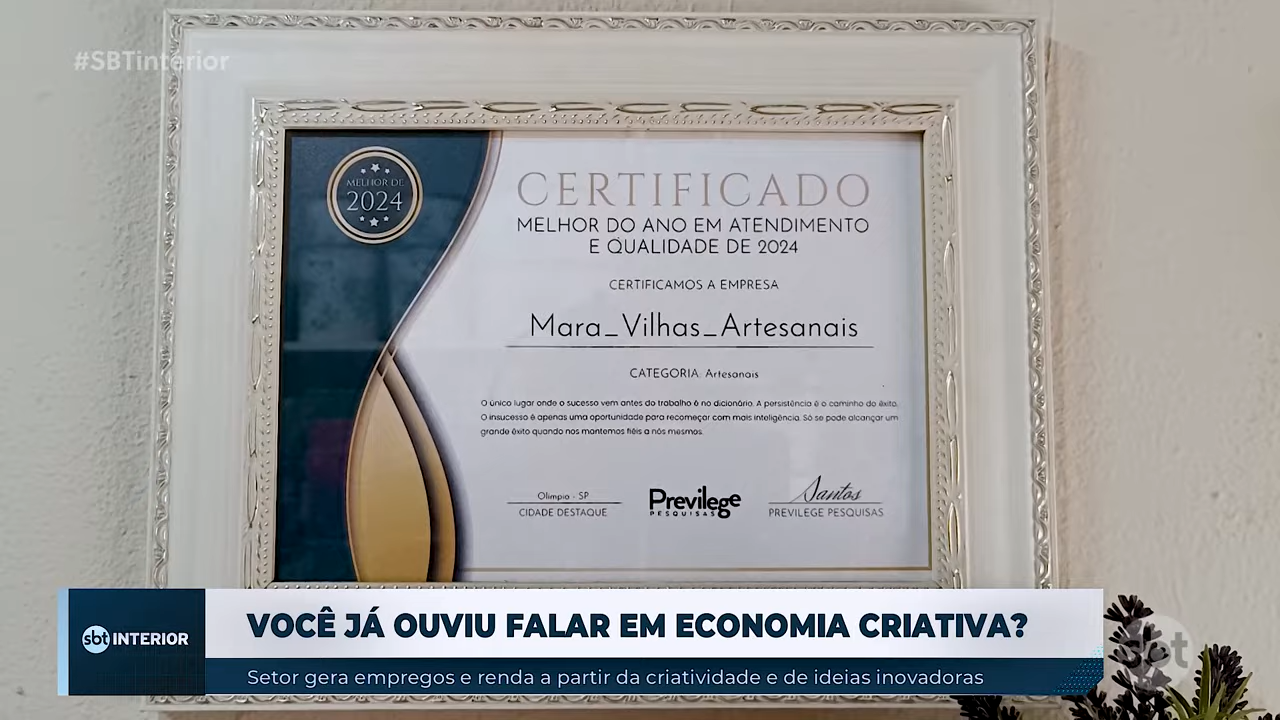 #SBTinterior
MELHOR DE
2024
CERTIFICADO
MELHOR DO ANO EM ATENDIMENTO
E QUALIDADE DE 2024
CERTIFICAMOS A EMPRESA
Mara_Vilhas_Artesanais
CATEGORIA: Artesanais
O único lugar onde o sucesso vem antes do trabalho é no dicionário. A persistência é o caminho do êxito.
O insucesso é apenas uma oportunidade para recomeçar com mais inteligência. Só se pode alcançar um
grande êxito quando nos mantemos fiéis a nós mesmos.
Olímpia - SP
CIDADE DESTAQUE
Previlege
PESQUISAS
Santos
PREVILEGE PESQUISAS
sbt INTERIOR
VOCÊ JÁ OUVIU FALAR EM ECONOMIA CRIATIVA?
Setor gera empregos e renda a partir da criatividade e de ideias inovadoras
sbt